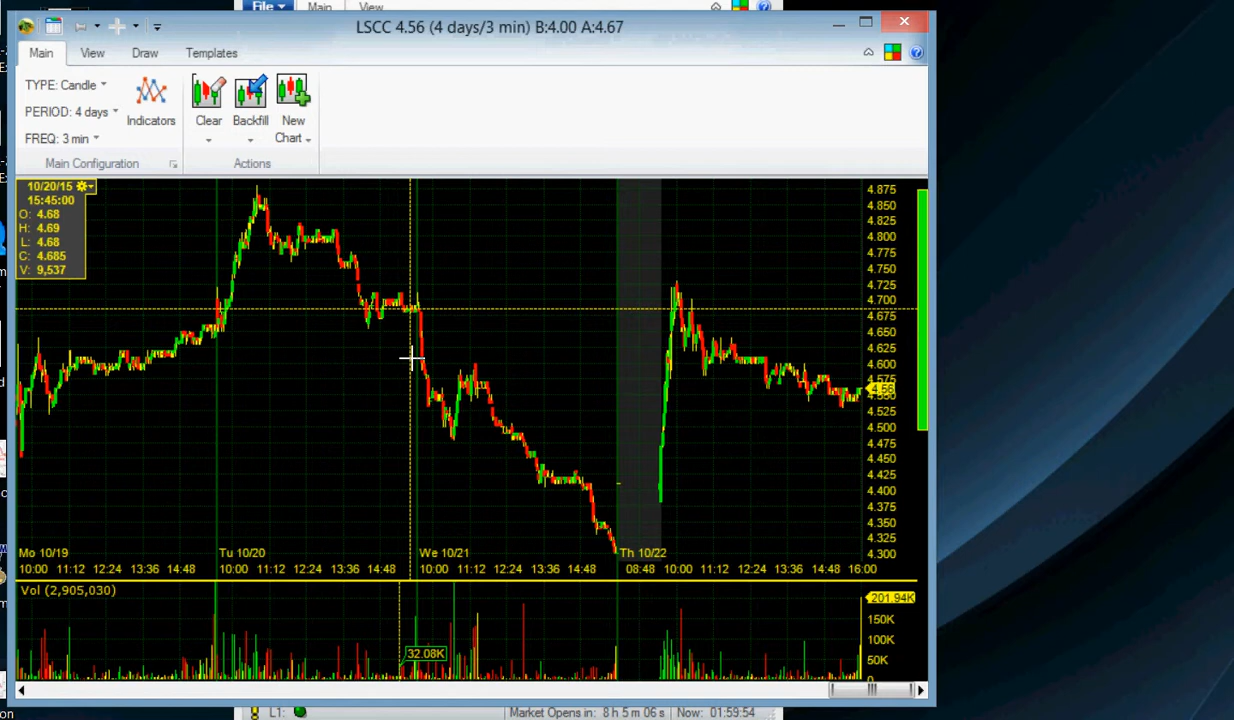 File Main View
LSCC 4.56 (4 days/3 min) B:4.00 A:4.67
Main View Draw Templates
TYPE: Candle
PERIOD: 4 days
FREQ: 3 min
Indicators
Clear
Backfill
New
Chart
Main Configuration
Actions
10/20/15
15:45:00
O: 4.68
H: 4.69
L: 4.68
C: 4.685
V: 9,537
4.875
4.850
4.825
4.800
4.775
4.750
4.725
4.700
4.675
4.650
4.625
4.600
4.575
4.56
4.550
4.525
4.500
4.475
4.450
4.425
4.400
4.375
4.350
4.325
4.300
Mo 10/19 Tu 10/20 We 10/21 Th 10/22
10:00 11:12 12:24 13:36 14:48 10:00 11:12 12:24 13:36 14:48 10:00 11:12 12:24 13:36 14:48 08:48 10:00 11:12 12:24 13:36 14:48 16:00
Vol (2,905,030)
201.94K
150K
100K
50K
0
32.08K
L1:
Market Opens in: 8 h 5 m 06 s
Now: 01:59:54